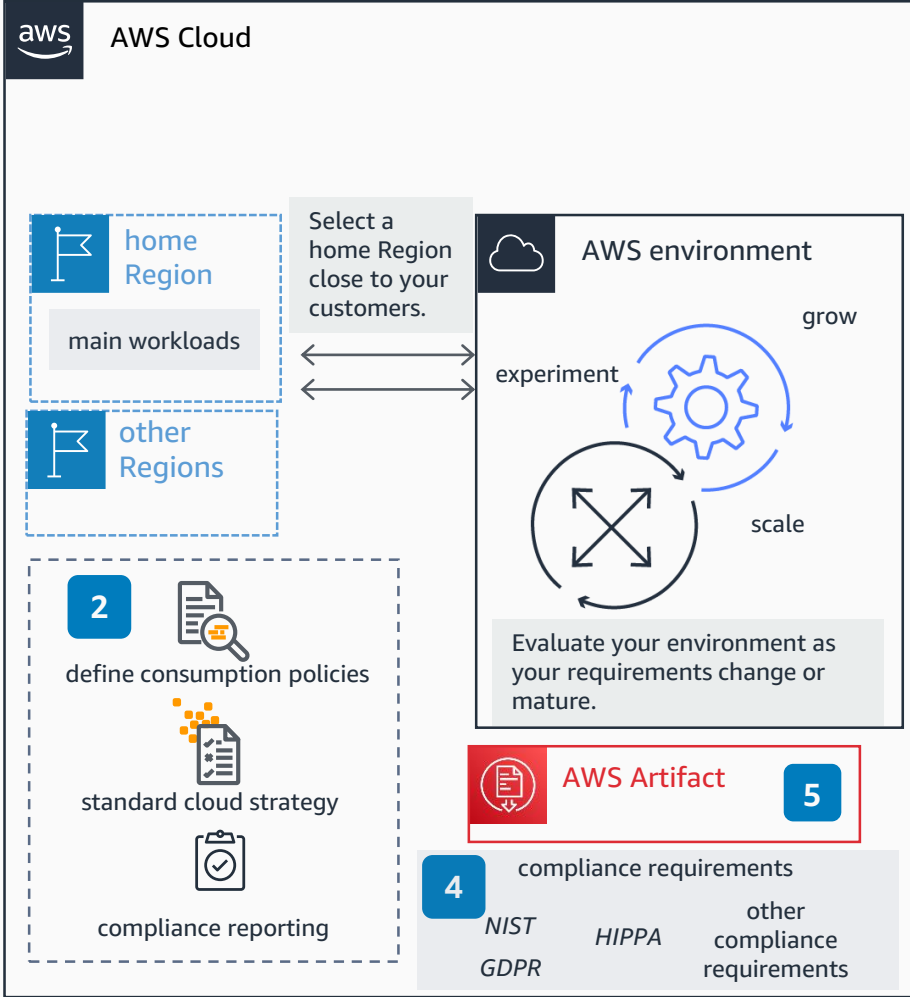 aws
AWS Cloud
home
Region
main workloads
Select a
home Region
close to your
customers.
other
Regions
AWS environment
grow
experiment
scale
Evaluate your environment as
your requirements change or
mature.
2
define consumption policies
standard cloud strategy
compliance reporting
AWS Artifact
5
4
compliance requirements
NIST
HIPPA
GDPR
other
compliance
requirements